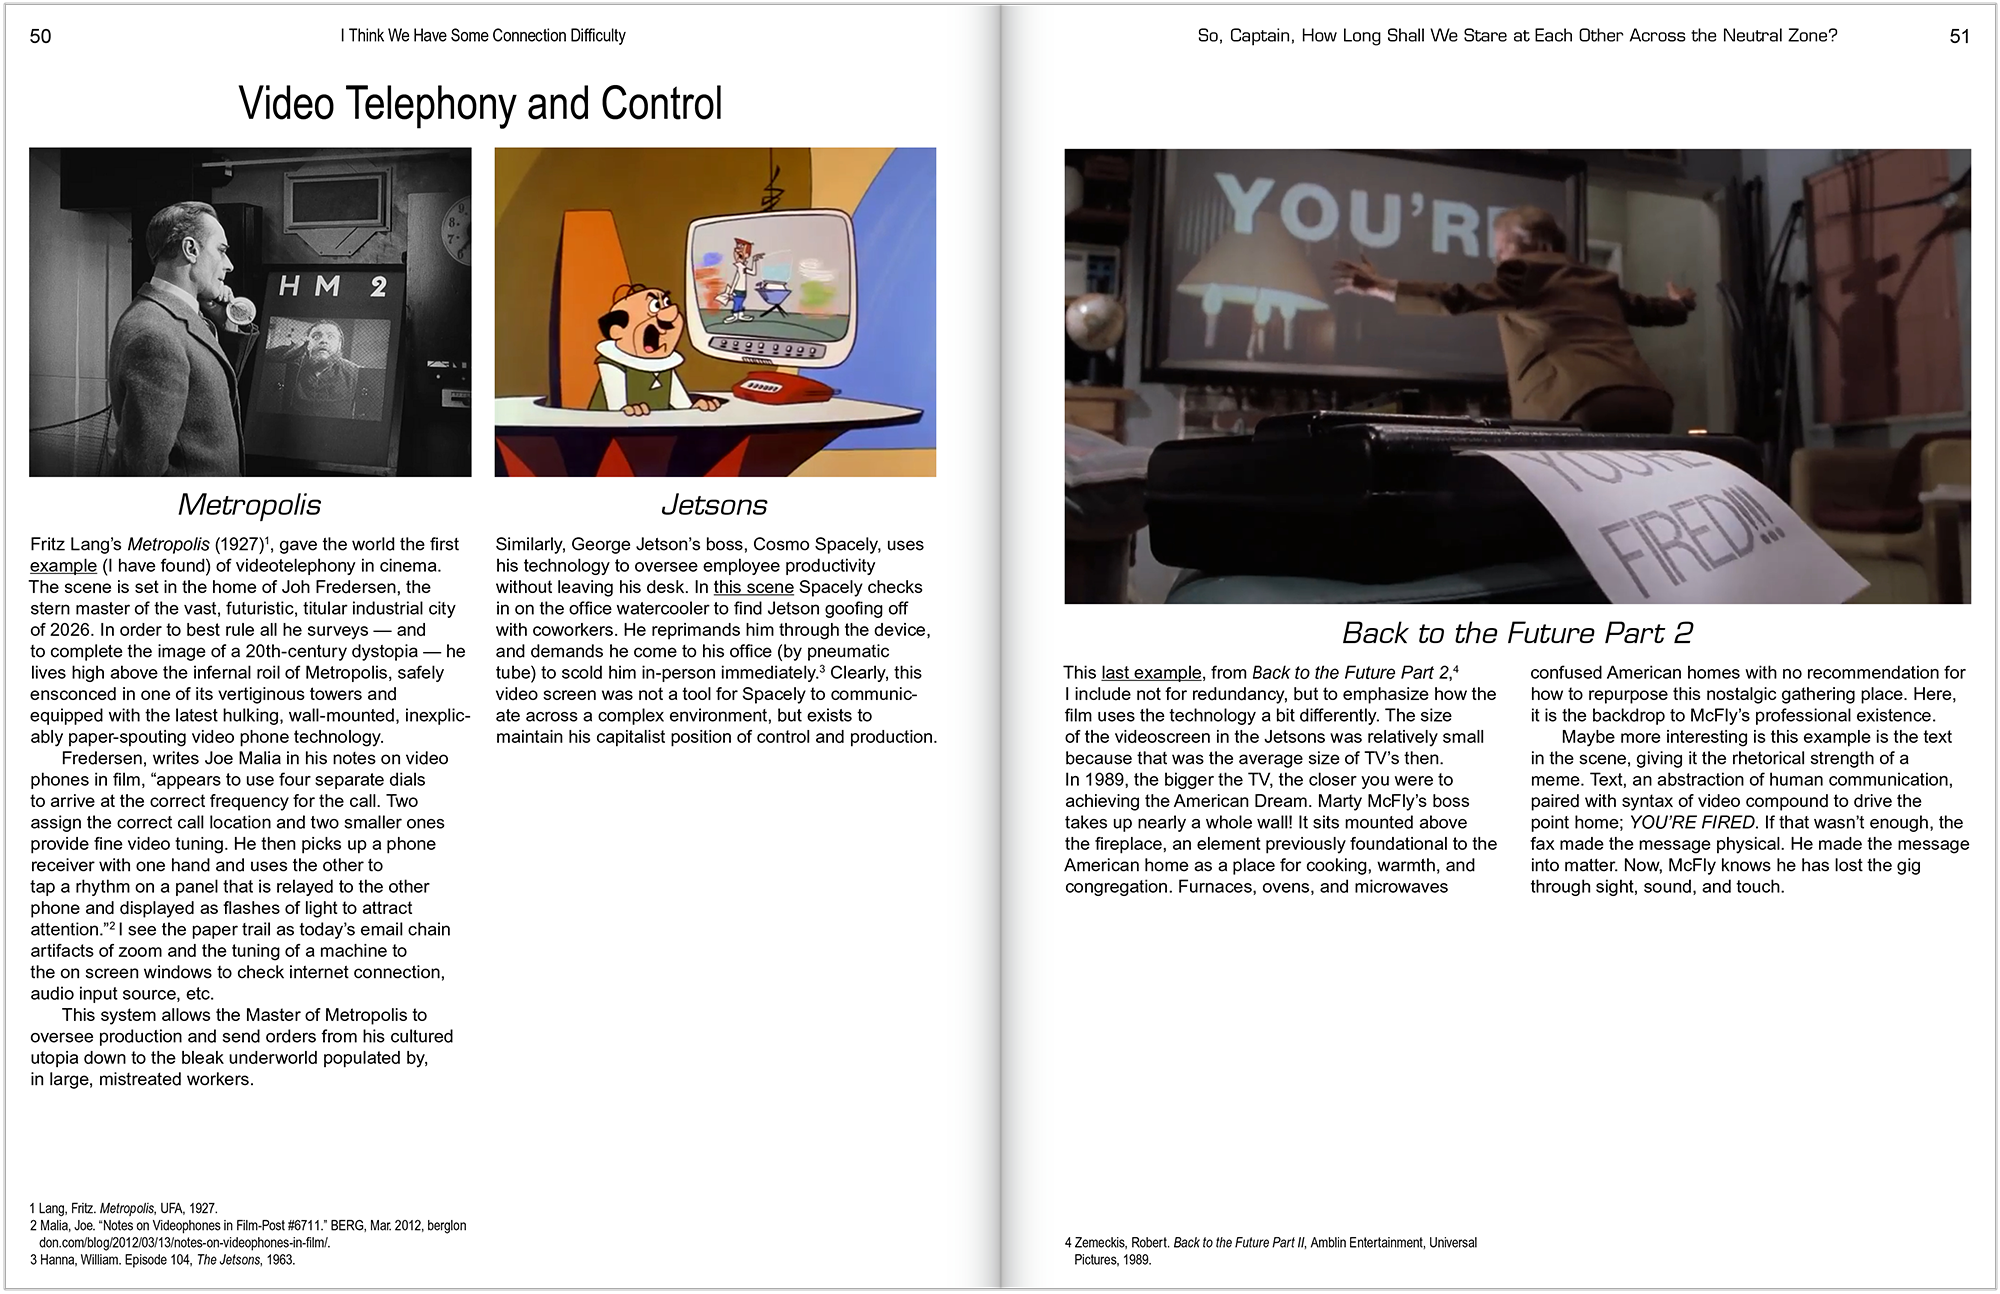 50
I Think We Have Some Connection Difficulty
Video Telephony and Control
9
8-
7-
H M 2
Metropolis
Fritz Lang’s Metropolis (1927)1, gave the world the first
example (I have found) of videotelephony in cinema.
The scene is set in the home of Joh Fredersen, the
stern master of the vast, futuristic, titular industrial city
of 2026. In order to best rule all he surveys — and
to complete the image of a 20th-century dystopia — he
lives high above the infernal roil of Metropolis, safely
ensconced in one of its vertiginous towers and
equipped with the latest hulking, wall-mounted, inexplic-
ably paper-spouting video phone technology.
Fredersen, writes Joe Malia in his notes on video
phones in film, “appears to use four separate dials
to arrive at the correct frequency for the call. Two
assign the correct call location and two smaller ones
provide fine video tuning. He then picks up a phone
receiver with one hand and uses the other to
tap a rhythm on a panel that is relayed to the other
phone and displayed as flashes of light to attract
attention.”2 I see the paper trail as today’s email chain
artifacts of zoom and the tuning of a machine to
the on screen windows to check internet connection,
audio input source, etc.
This system allows the Master of Metropolis to
oversee production and send orders from his cultured
utopia down to the bleak underworld populated by,
in large, mistreated workers.
Jetsons
Similarly, George Jetson’s boss, Cosmo Spacely, uses
his technology to oversee employee productivity
without leaving his desk. In this scene Spacely checks
in on the office watercooler to find Jetson goofing off
with coworkers. He reprimands him through the device,
and demands he come to his office (by pneumatic
tube) to scold him in-person immediately.3 Clearly, this
video screen was not a tool for Spacely to communic-
ate across a complex environment, but exists to
maintain his capitalist position of control and production.
1 Lang, Fritz. Metropolis, UFA, 1927.
2 Malia, Joe. “Notes on Videophones in Film-Post #6711.” BERG, Mar. 2012, berglon
don.com/blog/2012/03/13/notes-on-videophones-in-film/.
3 Hanna, William. Episode 104, The Jetsons, 1963.
So, Captain, How Long Shall We Stare at Each Other Across the Neutral Zone?
51
YOU’RE
YOU’RE
FIRED!!!
Back to the Future Part 2
This last example, from Back to the Future Part 2,4
I include not for redundancy, but to emphasize how the
film uses the technology a bit differently. The size
of the videoscreen in the Jetsons was relatively small
because that was the average size of TV’s then.
In 1989, the bigger the TV, the closer you were to
achieving the American Dream. Marty McFly’s boss
takes up nearly a whole wall! It sits mounted above
the fireplace, an element previously foundational to the
American home as a place for cooking, warmth, and
congregation. Furnaces, ovens, and microwaves
confused American homes with no recommendation for
how to repurpose this nostalgic gathering place. Here,
it is the backdrop to McFly’s professional existence.
Maybe more interesting is this example is the text
in the scene, giving it the rhetorical strength of a
meme. Text, an abstraction of human communication,
paired with syntax of video compound to drive the
point home; YOU’RE FIRED. If that wasn’t enough, the
fax made the message physical. He made the message
into matter. Now, McFly knows he has lost the gig
through sight, sound, and touch.
4 Zemeckis, Robert. Back to the Future Part II, Amblin Entertainment, Universal
Pictures, 1989.